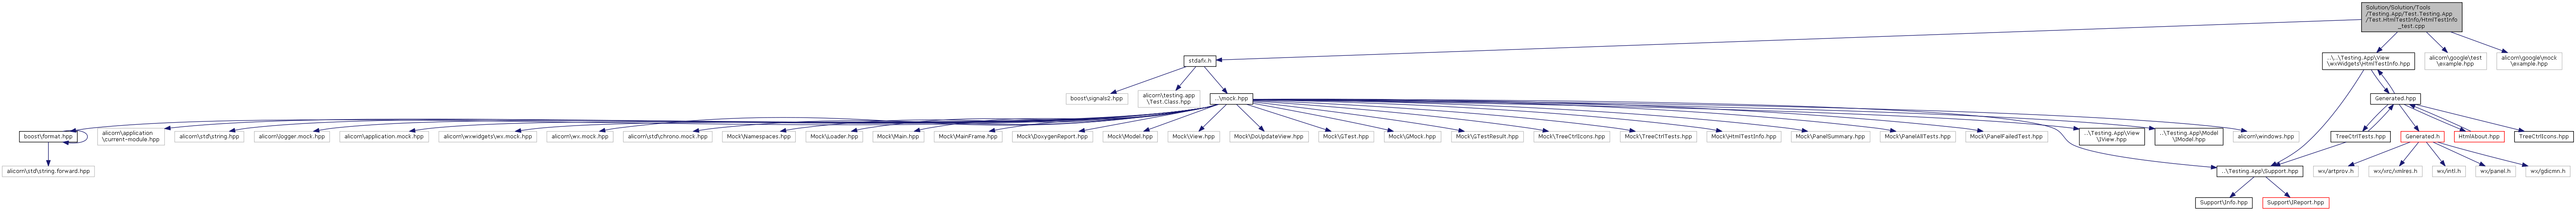 Solution/Solution/Tools
/Testing.App/Test.Testing.App
/Test.HtmlTestInfo/HtmlTestInfo
_test.cpp
stdafx.h
..\..\Testing.App\View
\wxWidgets\HtmlTestInfo.hpp
alicorn\google\test
\example.hpp
alicorn\google\mock
\example.hpp
boost\signals2.hpp
alicorn\testing.app
\Test.Class.hpp
..\mock.hpp
Generated.hpp
boost\format.hpp
alicorn\application
\current-module.hpp
alicorn\std\string.hpp
alicorn\logger.mock.hpp
alicorn\application.mock.hpp
alicorn\wxwidgets\wx.mock.hpp
alicorn\wx.mock.hpp
alicorn\std\chrono.mock.hpp
Mock\Namespaces.hpp
Mock\Loader.hpp
Mock\Main.hpp
Mock\MainFrame.hpp
Mock\DoxygenReport.hpp
Mock\Model.hpp
Mock\View.hpp
Mock\DoUpdateView.hpp
Mock\GTest.hpp
Mock\GMock.hpp
Mock\GTestResult.hpp
Mock\TreeCtrlIcons.hpp
Mock\TreeCtrlTests.hpp
Mock\HtmlTestInfo.hpp
Mock\PanelSummary.hpp
Mock\PanelAllTests.hpp
Mock\PanelFailedTest.hpp
..\Testing.App\View
\IView.hpp
..\Testing.App\Model
\IModel.hpp
alicorn\windows.hpp
TreeCtrlTests.hpp
Generated.h
HtmlAbout.hpp
TreeCtrlIcons.hpp
alicorn\std\string.forward.hpp
..\Testing.App\Support.hpp
wx/artprov.h
wx/xrc/xmlres.h
wx/intl.h
wx/panel.h
wx/gdicmn.h
Support\Info.hpp
Support\IReport.hpp